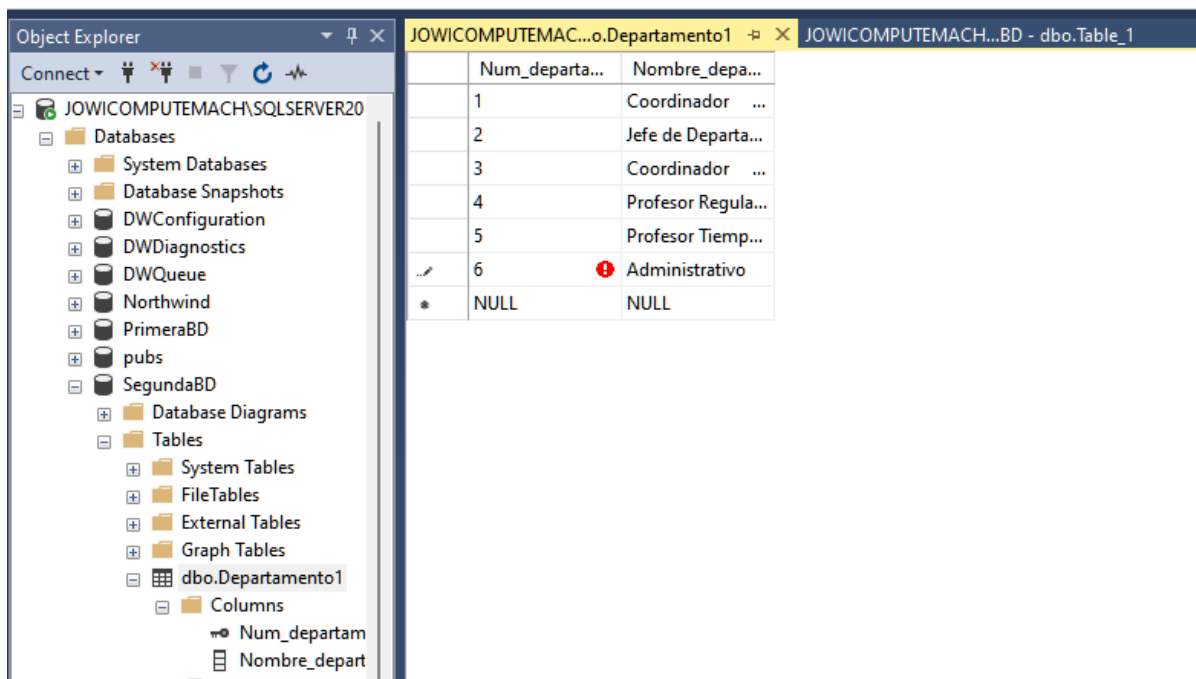 Object Explorer
Connect
JOWICOMPUTEMACH\SQLSERVER20
Databases
System Databases
Database Snapshots
DWConfiguration
DWDiagnostics
DWQueue
Northwind
PrimeraBD
pubs
SegundaBD
Database Diagrams
Tables
System Tables
FileTables
External Tables
Graph Tables
dbo.Departamento1
Columns
Num_departam
Nombre_depart
JOWICOMPUTEMAC...o.Departamento1 JOWICOMPUTEMACH...BD - dbo.Table_1
Num_departa... Nombre_depa...
1 Coordinador ...
2 Jefe de Departa...
3 Coordinador ...
4 Profesor Regula...
5 Profesor Tiemp...
6 Administrativo
NULL NULL